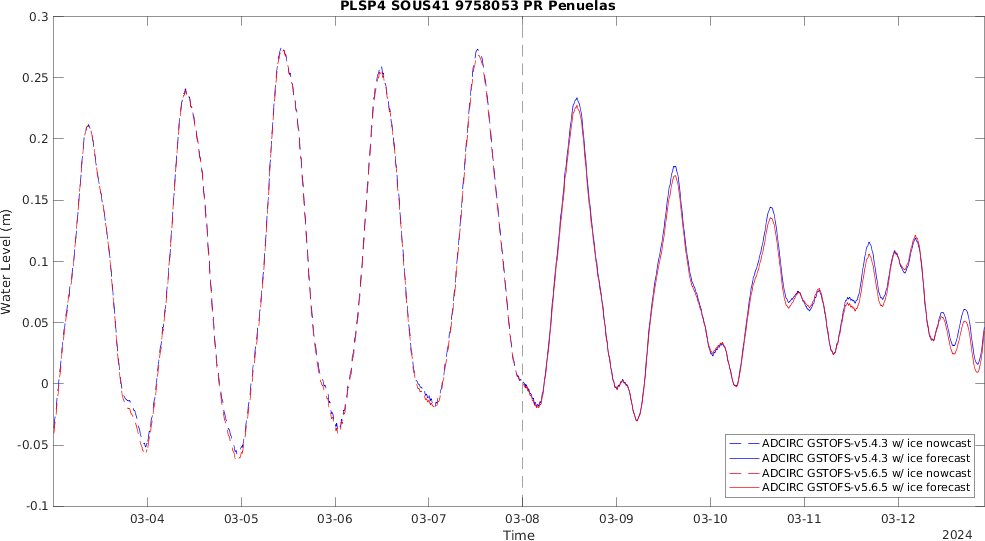 PLSP4 SOUS41 9758053 PR Penuelas
0.3
0.25
0.2
0.15
0.1
0.05
0
-0.05
-0.1
Water Level (m)
03-04 03-05 03-06 03-07 03-08 03-09 03-10 03-11 03-12
Time
2024
ADCIRC GSTOFS-v5.4.3 w/ ice nowcast
ADCIRC GSTOFS-v5.4.3 w/ ice forecast
ADCIRC GSTOFS-v5.6.5 w/ ice nowcast
ADCIRC GSTOFS-v5.6.5 w/ ice forecast